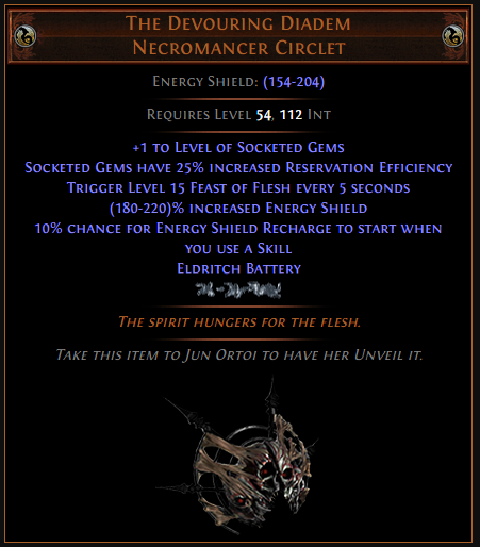 The Devouring Diadem
Necromancer Circlet
Energy Shield: (154-204)
Requires Level 54, 112 Int
+1 to Level of Socketed Gems
Socketed Gems have 25% increased Reservation Efficiency
Trigger Level 15 Feast of Flesh every 5 seconds
(180-220)% increased Energy Shield
10% chance for Energy Shield Recharge to start when
you use a Skill
Eldritch Battery
The spirit hungers for the flesh.
Take this item to Jun Ortoi to have her Unveil it.